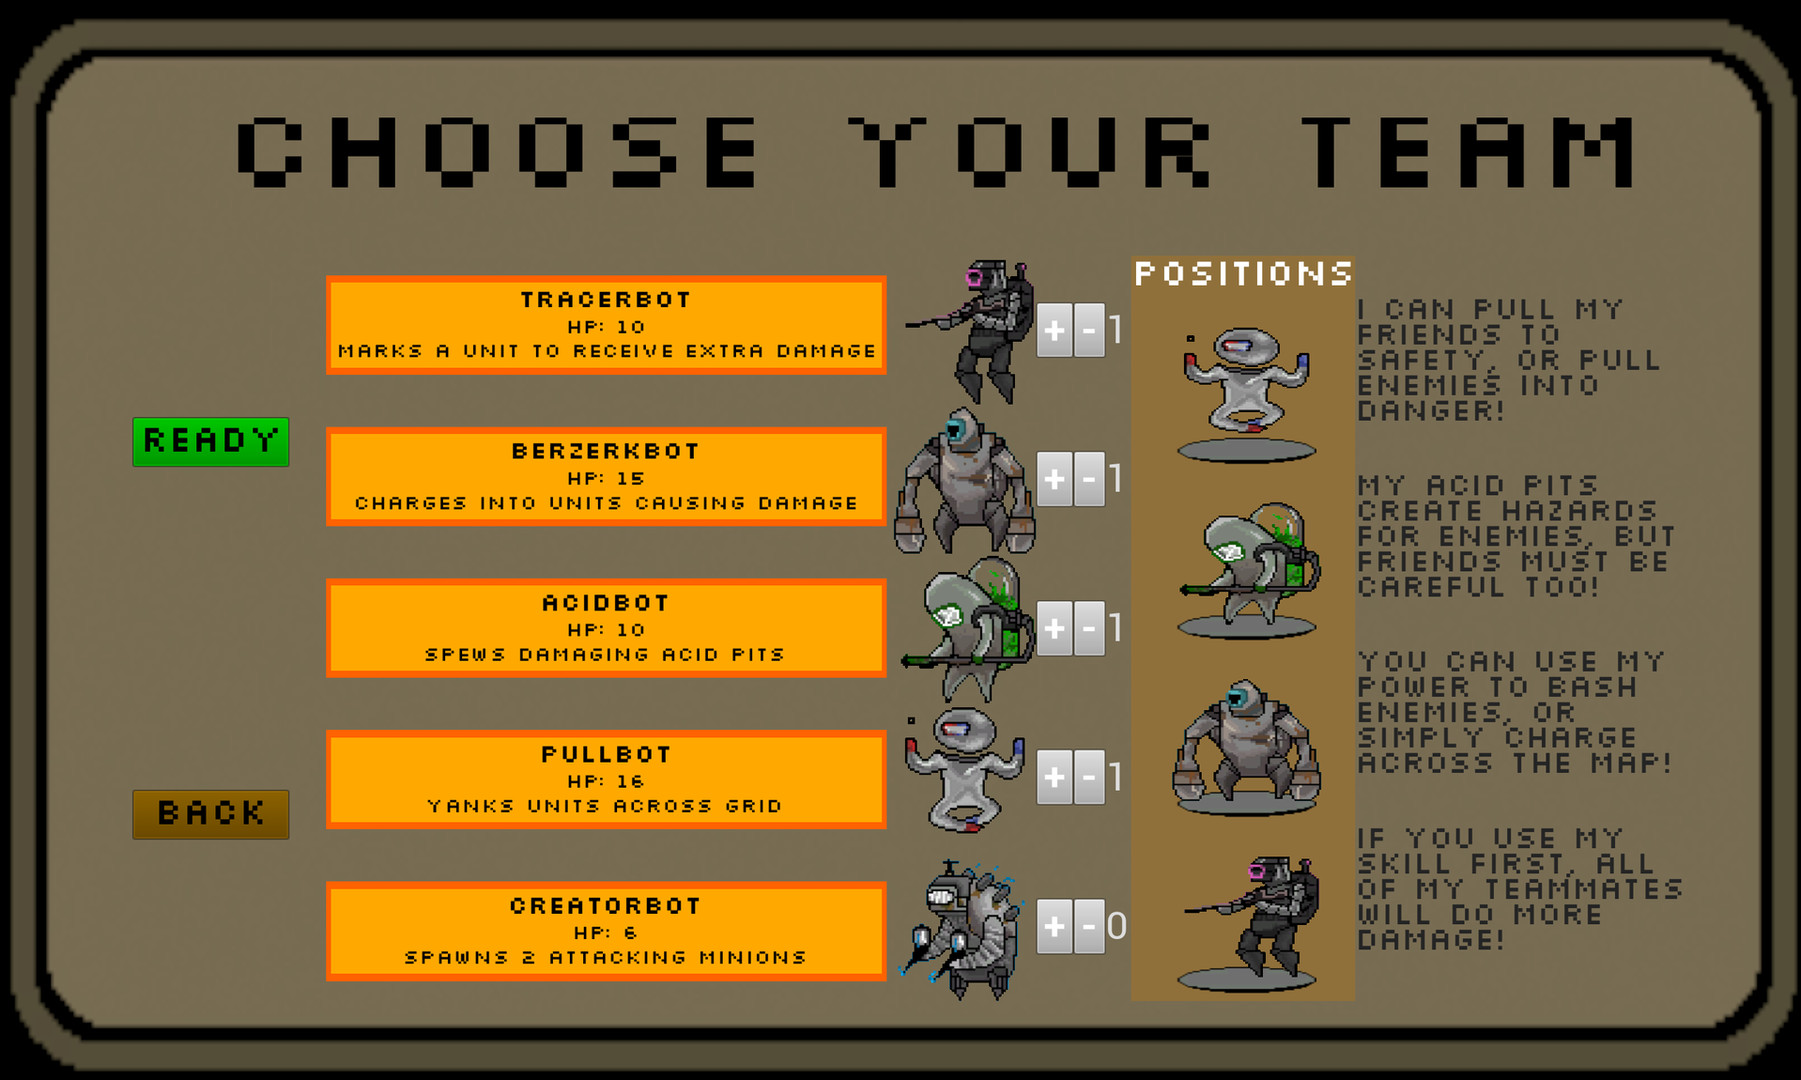 CHOOSE YOUR TEAM
READY
BACK
TRACERBOT
HP: 10
MARKS A UNIT TO RECEIVE EXTRA DAMAGE
+ - 1
BERZERKBOT
HP: 15
CHARGES INTO UNITS CAUSING DAMAGE
+ - 1
ACIDBOT
HP: 10
SPEWS DAMAGING ACID PITS
+ - 1
PULLBOT
HP: 16
YANKS UNITS ACROSS GRID
+ - 1
CREATORBOT
HP: 6
SPAWNS 2 ATTACKING MINIONS
+ - 0
POSITIONS
I CAN PULL MY
FRIENDS TO
SAFETY, OR PULL
ENEMIES INTO
DANGER!
MY ACID PITS
CREATE HAZARDS
FOR ENEMIES, BUT
FRIENDS MUST BE
CAREFUL TOO!
YOU CAN USE MY
POWER TO BASH
ENEMIES, OR
SIMPLY CHARGE
ACROSS THE MAP!
IF YOU USE MY
SKILL FIRST, ALL
OF MY TEAMMATES
WILL DO MORE
DAMAGE!